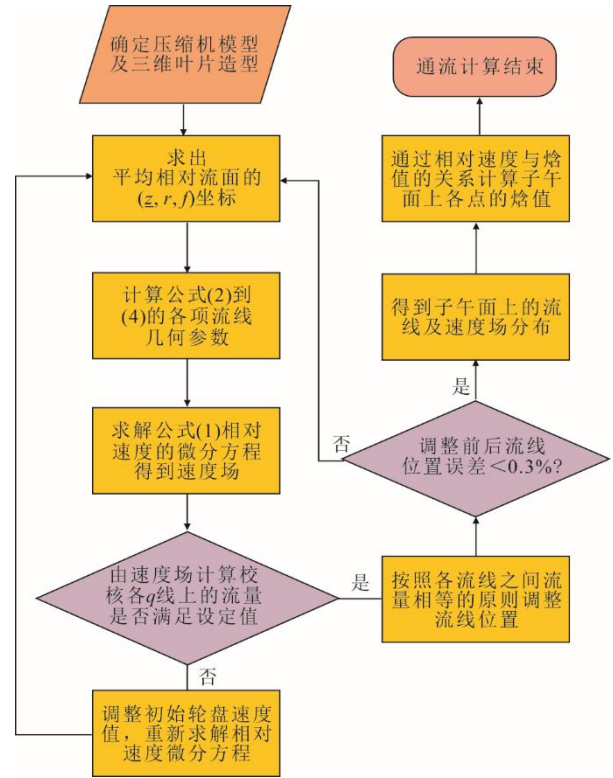 确定压缩机模型
及三维叶片造型
求出
平均相对流面的
(z, r, f)坐标
计算公式(2)到
(4)的各项流线
几何参数
求解公式(1)相对
速度的微分方程
得到速度场
由速度场计算校
核各q线上的流量
是否满足设定值
是
否
调整初始轮盘速度
值，重新求解相对
速度微分方程
按照各流线之间流
量相等的原则调整
流线位置
调整前后流线
位置误差<0.3%?
否
是
得到子午面上的流
线及速度场分布
通过相对速度与焓
值的关系计算子午
面上各点的焓值
通流计算结束